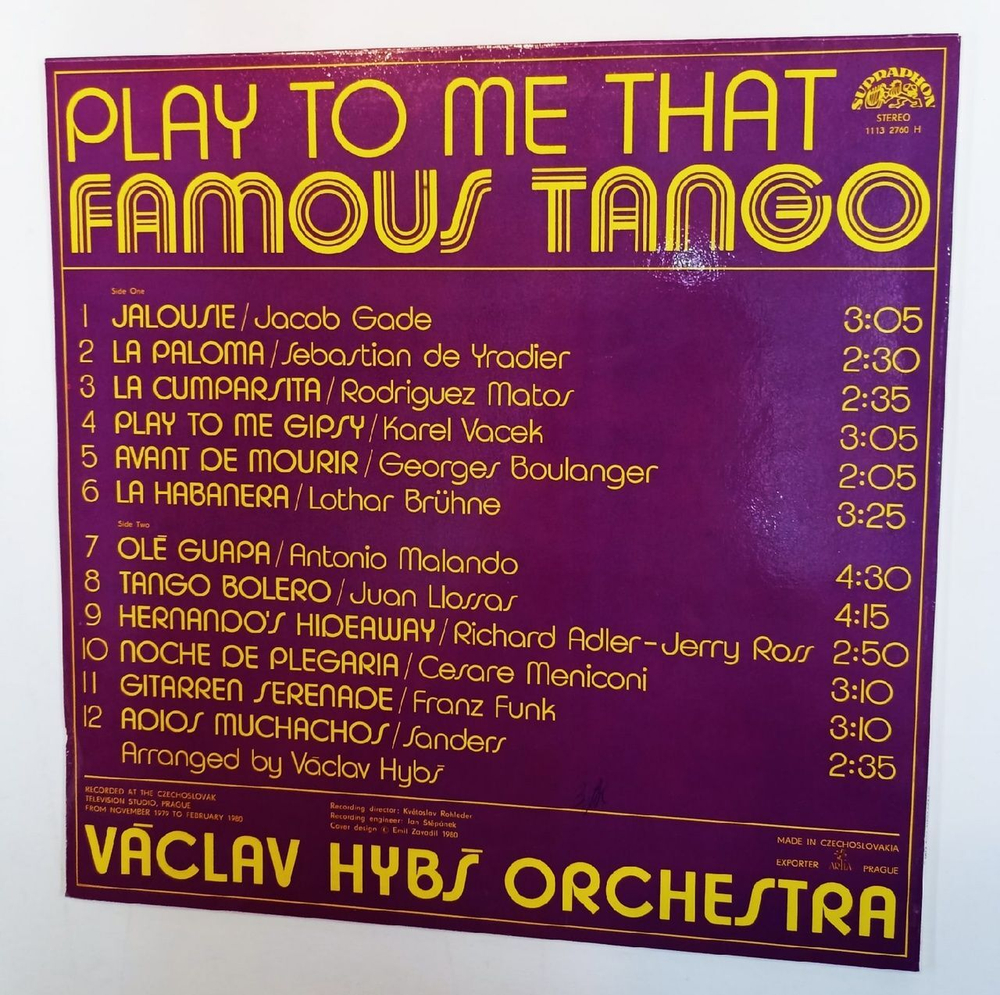 PLAY TO ME THAT
SUPRAPHON
STEREO
1113 2760 H
FAMOUS TANGO
Side One
1 JALOUSIE / Jacob Gade 3:05
2 LA PALOMA / Sebastian de Yradier 2:30
3 LA CUMPARSITA / Rodriguez Matos 2:35
4 PLAY TO ME GIPSY / Karel Vacek 3:05
5 AVANT DE MOURIR / Georges Boulanger 2:05
6 LA HABANERA / Lothar Brühne 3:25
Side Two
7 OLÉ GUAPA / Antonio Malando 4:30
8 TANGO BOLERO / Juan Llossas 4:15
9 HERNANDO'S HIDEAWAY / Richard Adler-Jerry Ross 2:50
10 NOCHE DE PLEGARIA / Cesare Meniconi 3:10
11 GITARREN SERENADE / Franz Funk 3:10
12 ADIOS MUCHACHOS / Sanders 2:35
Arranged by Václav Hybš
RECORDED AT THE CZECHOSLOVAK
TELEVISION STUDIO, PRAGUE
FROM NOVEMBER 1979 TO FEBRUARY 1980
Recording director: Květoslav Rohleder
Recording engineer: Jan Štěpánek
Cover design © Emil Zavadil 1980
MADE IN CZECHOSLOVAKIA
EXPORTER ARTIA PRAGUE
VÁCLAV HYBŠ ORCHESTRA